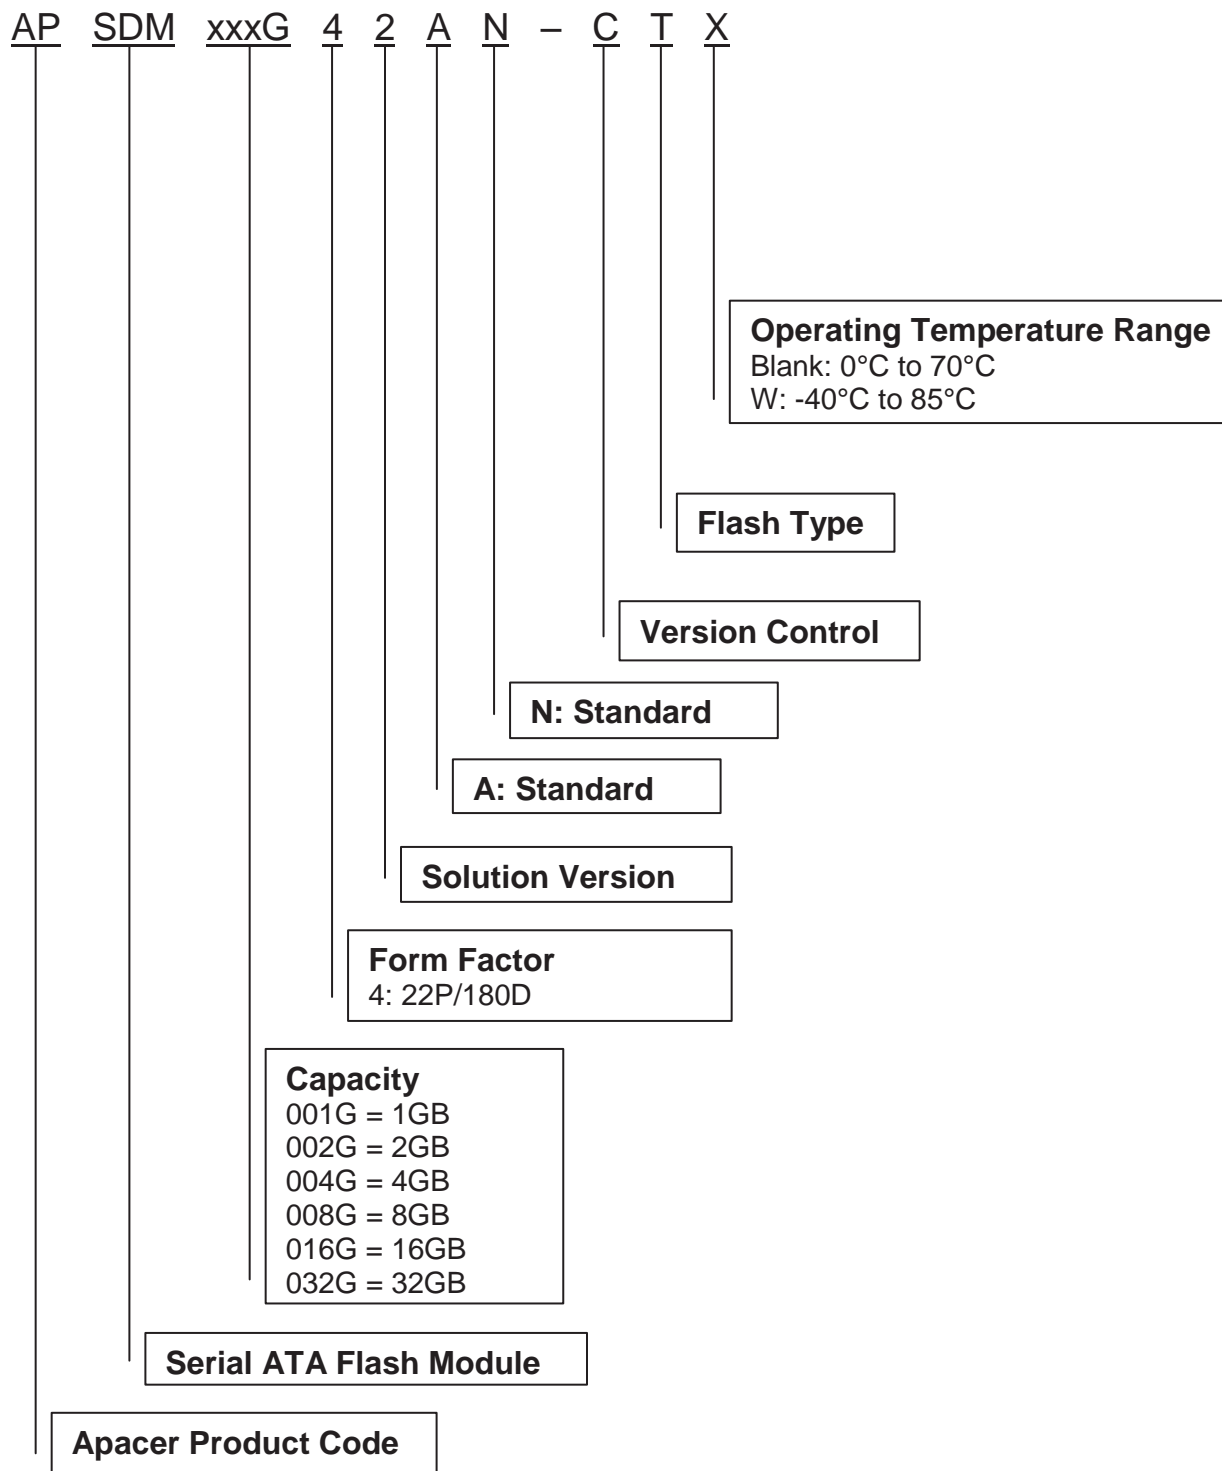 AP SDM xxxG 4 2 A N – C T X
Operating Temperature Range
Blank: 0°C to 70°C
W: -40°C to 85°C
Flash Type
Version Control
N: Standard
A: Standard
Solution Version
Form Factor
4: 22P/180D
Capacity
001G = 1GB
002G = 2GB
004G = 4GB
008G = 8GB
016G = 16GB
032G = 32GB
Serial ATA Flash Module
Apacer Product Code